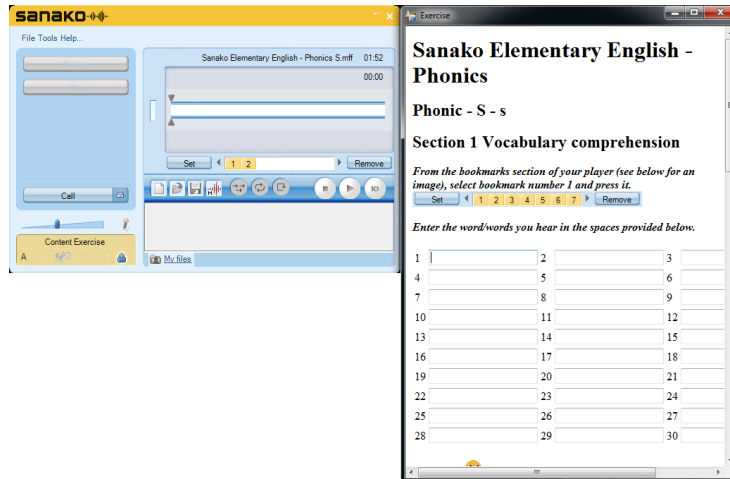 sanako
File Tools Help...
Sanako Elementary English - Phonics S.mff 01:52
00:00
Set 1 2 Remove
Call
Content Exercise
A
My files
Exercise
Sanako Elementary English -
Phonics
Phonic - S - s
Section 1 Vocabulary comprehension
From the bookmarks section of your player (see below for an
image), select bookmark number 1 and press it.
Set 1 2 3 4 5 6 7 Remove
Enter the word/words you hear in the spaces provided below.
1 2 3
4 5 6
7 8 9
10 11 12
13 14 15
16 17 18
19 20 21
22 23 24
25 26 27
28 29 30